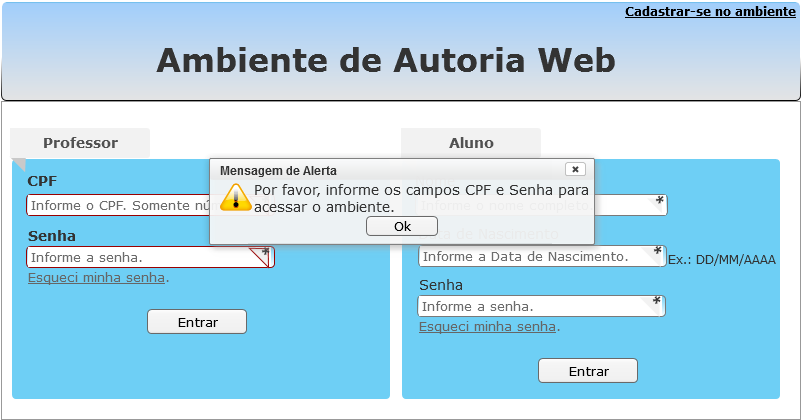 Cadastrar-se no ambiente
Ambiente de Autoria Web
Professor
Aluno
Mensagem de Alerta
Por favor, informe os campos CPF e Senha para
acessar o ambiente.
Ok
CPF
Informe o CPF. Somente
Senha
Informe a senha. *
Esqueci minha senha.
Entrar
Informe o nome completo. *
Data de Nascimento
Informe a Data de Nascimento. * Ex.: DD/MM/AAAA
Senha
Informe a senha. *
Esqueci minha senha.
Entrar